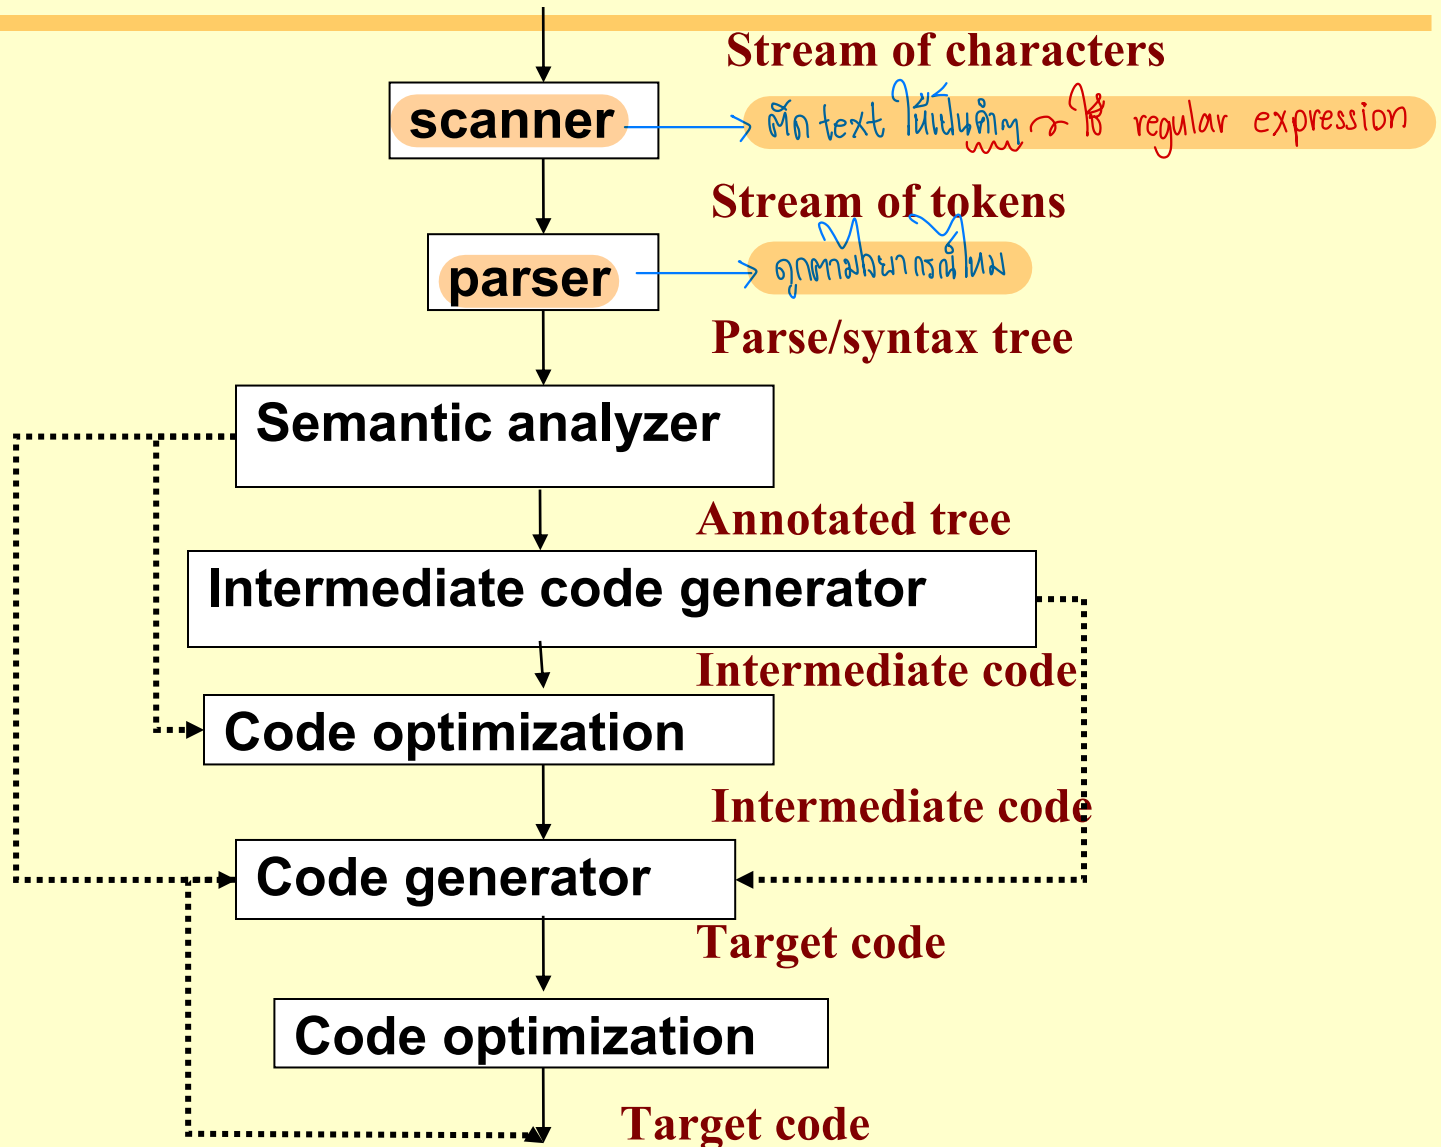 Stream of characters
scanner
ตัด text ให้เป็นคำๆ ใช้ regular expression
Stream of tokens
parser
ถูกตามไวยากรณ์ไหม
Parse/syntax tree
Semantic analyzer
Annotated tree
Intermediate code generator
Intermediate code
Code optimization
Intermediate code
Code generator
Target code
Code optimization
Target code